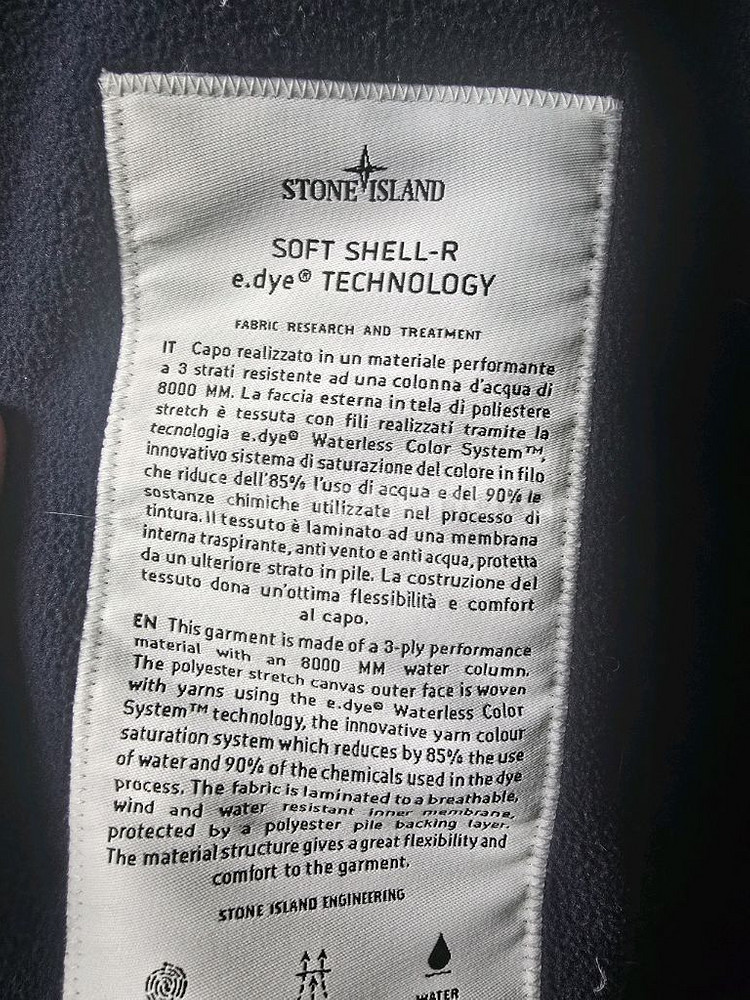 STONE ISLAND
SOFT SHELL-R
e.dye® TECHNOLOGY
FABRIC RESEARCH AND TREATMENT
IT Capo realizzato in un materiale performante
a 3 strati resistente ad una colonna d'acqua di
8000 MM. La faccia esterna in tela di poliestere
stretch è tessuta con fili realizzati tramite la
tecnologia e.dye® Waterless Color System™,
innovativo sistema di saturazione del colore in filo
che riduce dell'85% l'uso di acqua e del 90% le
sostanze chimiche utilizzate nel processo di
tintura. Il tessuto è laminato ad una membrana
interna traspirante, anti vento e anti acqua, protetta
da un ulteriore strato in pile. La costruzione del
tessuto dona un'ottima flessibilità e comfort
al capo.
EN This garment is made of a 3-ply performance
material with an 8000 MM water column.
The polyester stretch canvas outer face is woven
with yarns using the e.dye® Waterless Color
System™ technology, the innovative yarn colour
saturation system which reduces by 85% the use
of water and 90% of the chemicals used in the dye
process. The fabric is laminated to a breathable,
wind and water resistant inner membrane,
protected by a polyester pile backing layer.
The material structure gives a great flexibility and
comfort to the garment.
STONE ISLAND ENGINEERING
WATER